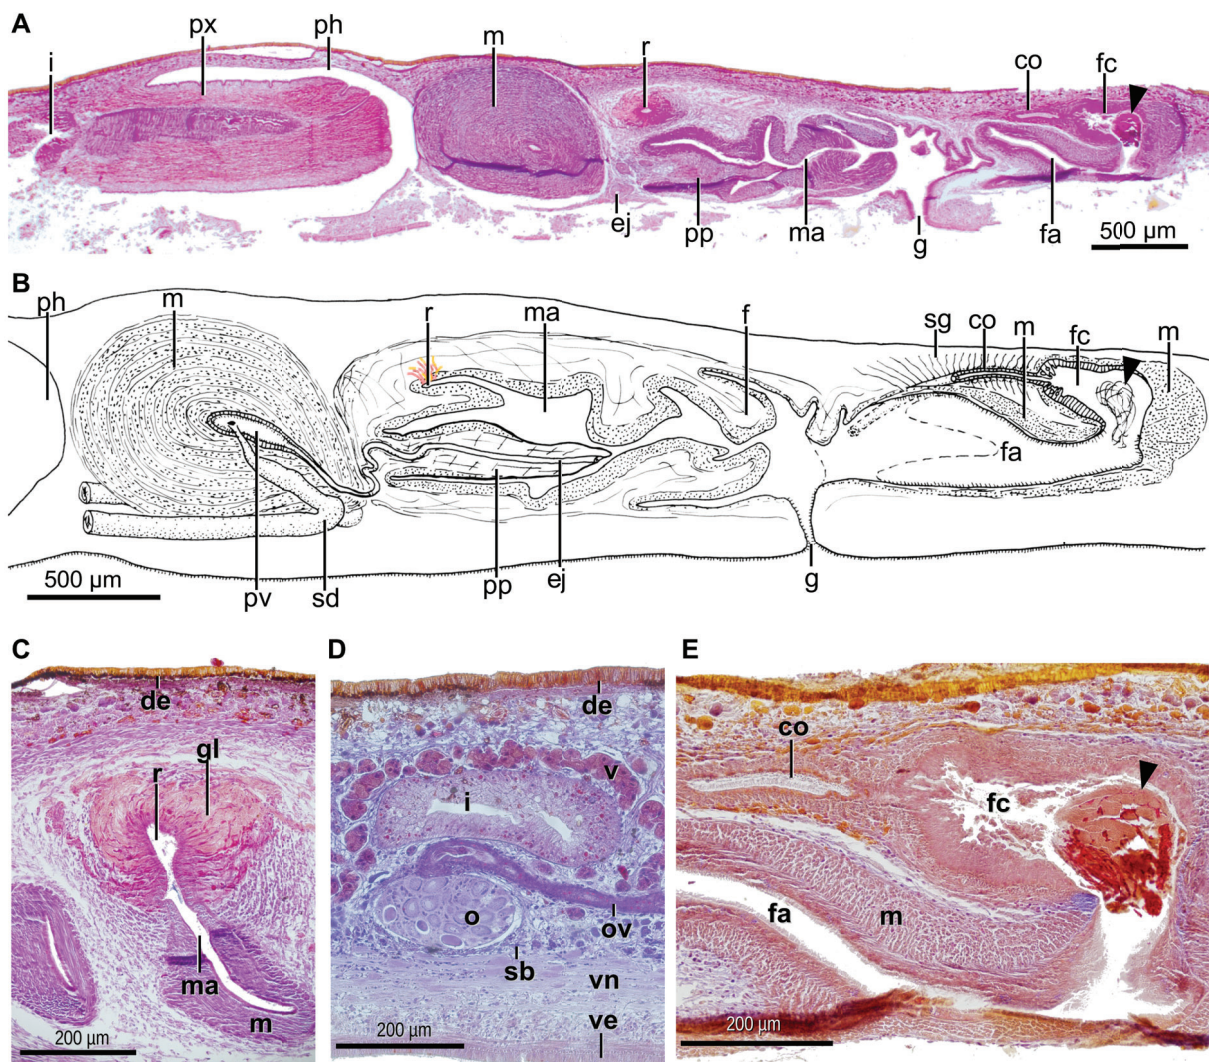 A
i
px
ph
m
r
co
fc
ej
pp
ma
g
fa
500 µm
B
ph
m
r
ma
f
sg
co
m
fc
m
fa
500 µm
pv
sd
pp
ej
g
C
de
gl
r
ma
m
200 µm
D
de
v
i
o
ov
sb
vn
ve
200 µm
E
co
fc
fa
m
200 µm